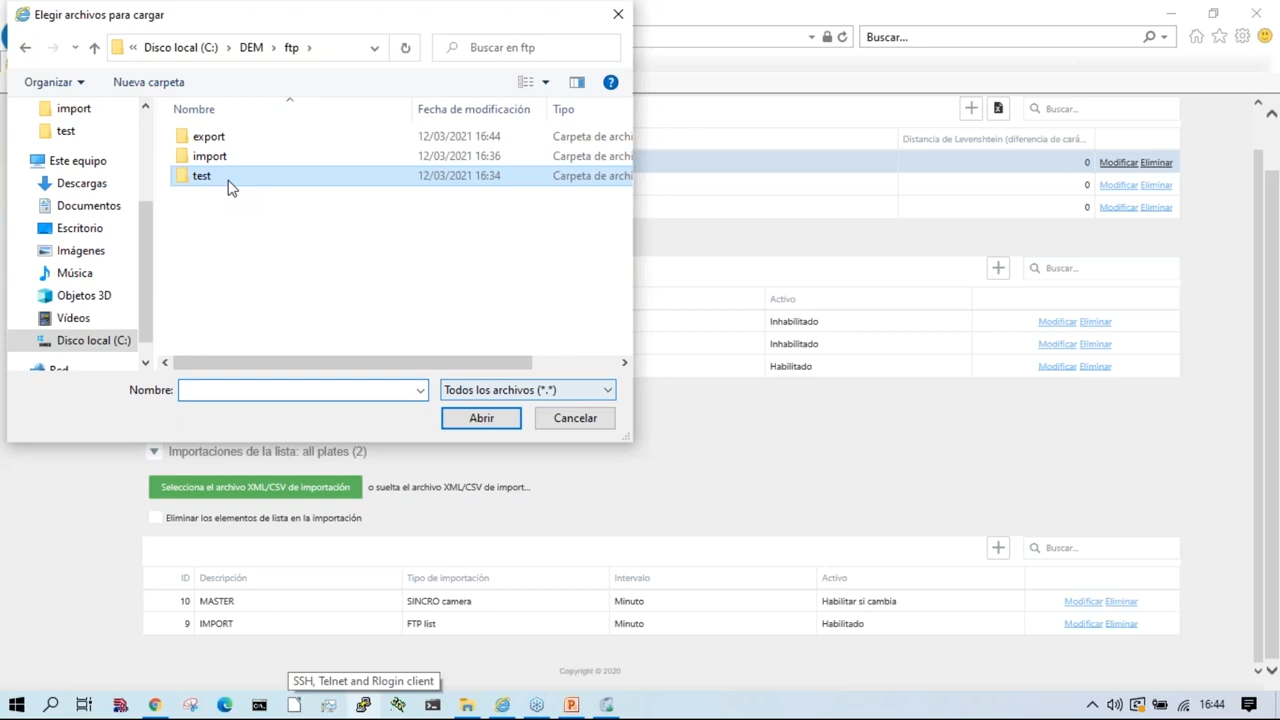 Elegir archivos para cargar
« Disco local (C:) › DEM › ftp ›
Buscar en ftp
Buscar...
Organizar
Nueva carpeta
import
test
Este equipo
Descargas
Documentos
Escritorio
Imágenes
Música
Objetos 3D
Vídeos
Disco local (C:)
Red
Nombre
Fecha de modificación
Tipo
export
12/03/2021 16:44
Carpeta de archi
import
12/03/2021 16:36
Carpeta de archi
test
12/03/2021 16:34
Carpeta de archi
Nombre:
Todos los archivos (*.*)
Abrir
Cancelar
Buscar...
Distancia de Levenshtein (diferencia de cará...
0 Modificar Eliminar
0 Modificar Eliminar
0 Modificar Eliminar
Buscar...
Activo
Inhabilitado Modificar Eliminar
Inhabilitado Modificar Eliminar
Habilitado Modificar Eliminar
Importaciones de la lista: all plates (2)
Selecciona el archivo XML/CSV de importación o suelta el archivo XML/CSV de import...
Eliminar los elementos de lista en la importación
Buscar...
ID Descripción Tipo de importación Intervalo Activo
10 MASTER SINCRO camera Minuto Habilitar si cambia Modificar Eliminar
9 IMPORT FTP list Minuto Habilitado Modificar Eliminar
Copyright © 2020
SSH, Telnet and Rlogin client
16:44